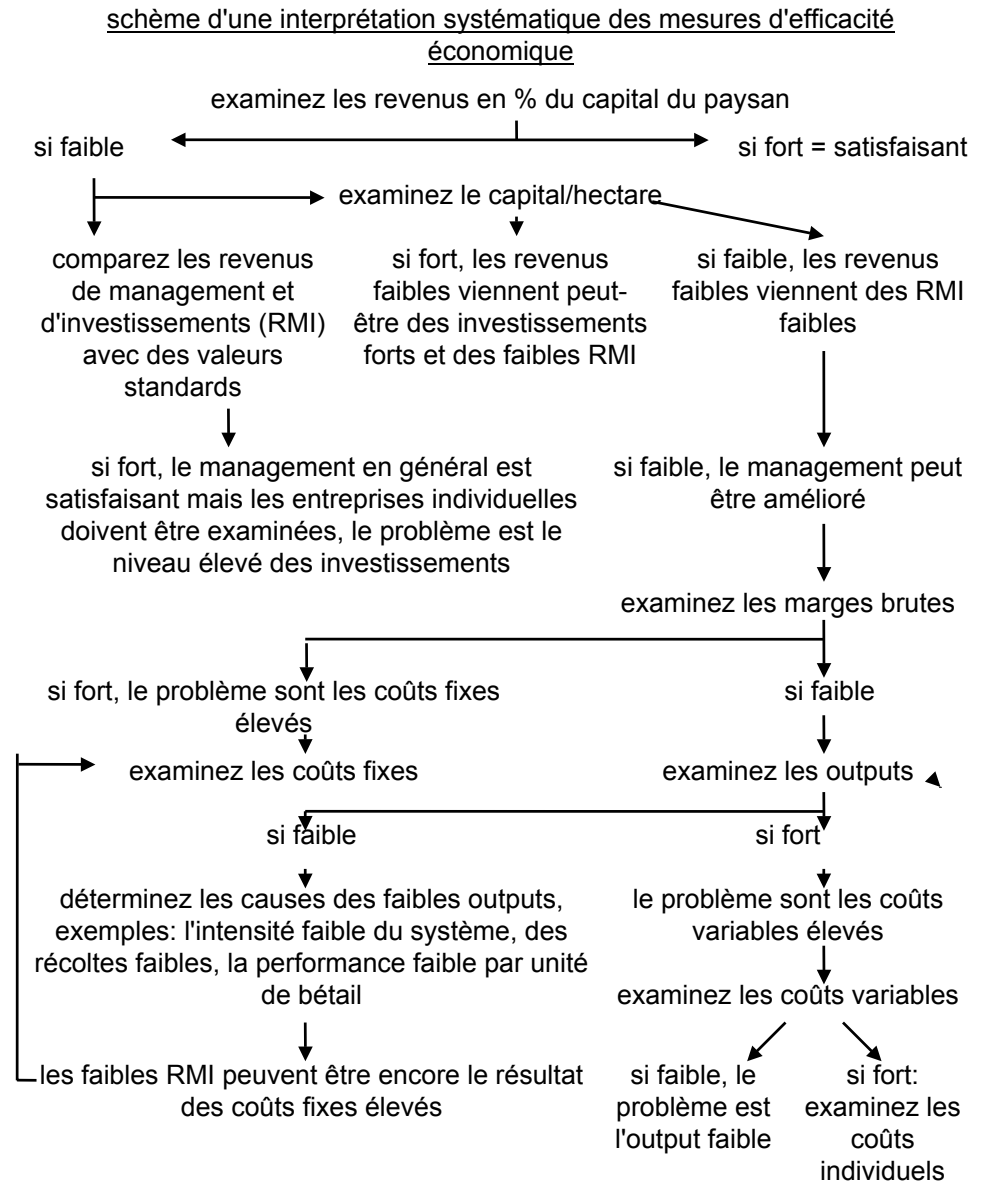 schème d'une interprétation systématique des mesures d'efficacité
économique
examinez les revenus en % du capital du paysan
si faible
si fort = satisfaisant
examinez le capital/hectare
comparez les revenus
de management et
d'investissements (RMI)
avec des valeurs
standards
si fort, les revenus
faibles viennent peut-
être des investissements
forts et des faibles RMI
si faible, les revenus
faibles viennent des RMI
faibles
si fort, le management en général est
satisfaisant mais les entreprises individuelles
doivent être examinées, le problème est le
niveau élevé des investissements
si faible, le management peut
être amélioré
examinez les marges brutes
si fort, le problème sont les coûts fixes
élevés
si faible
examinez les coûts fixes
examinez les outputs
si faible
si fort
déterminez les causes des faibles outputs,
exemples: l'intensité faible du système, des
récoltes faibles, la performance faible par unité
de bétail
le problème sont les coûts
variables élevés
examinez les coûts variables
les faibles RMI peuvent être encore le résultat
des coûts fixes élevés
si faible, le
problème est
l'output faible
si fort:
examinez les
coûts
individuels